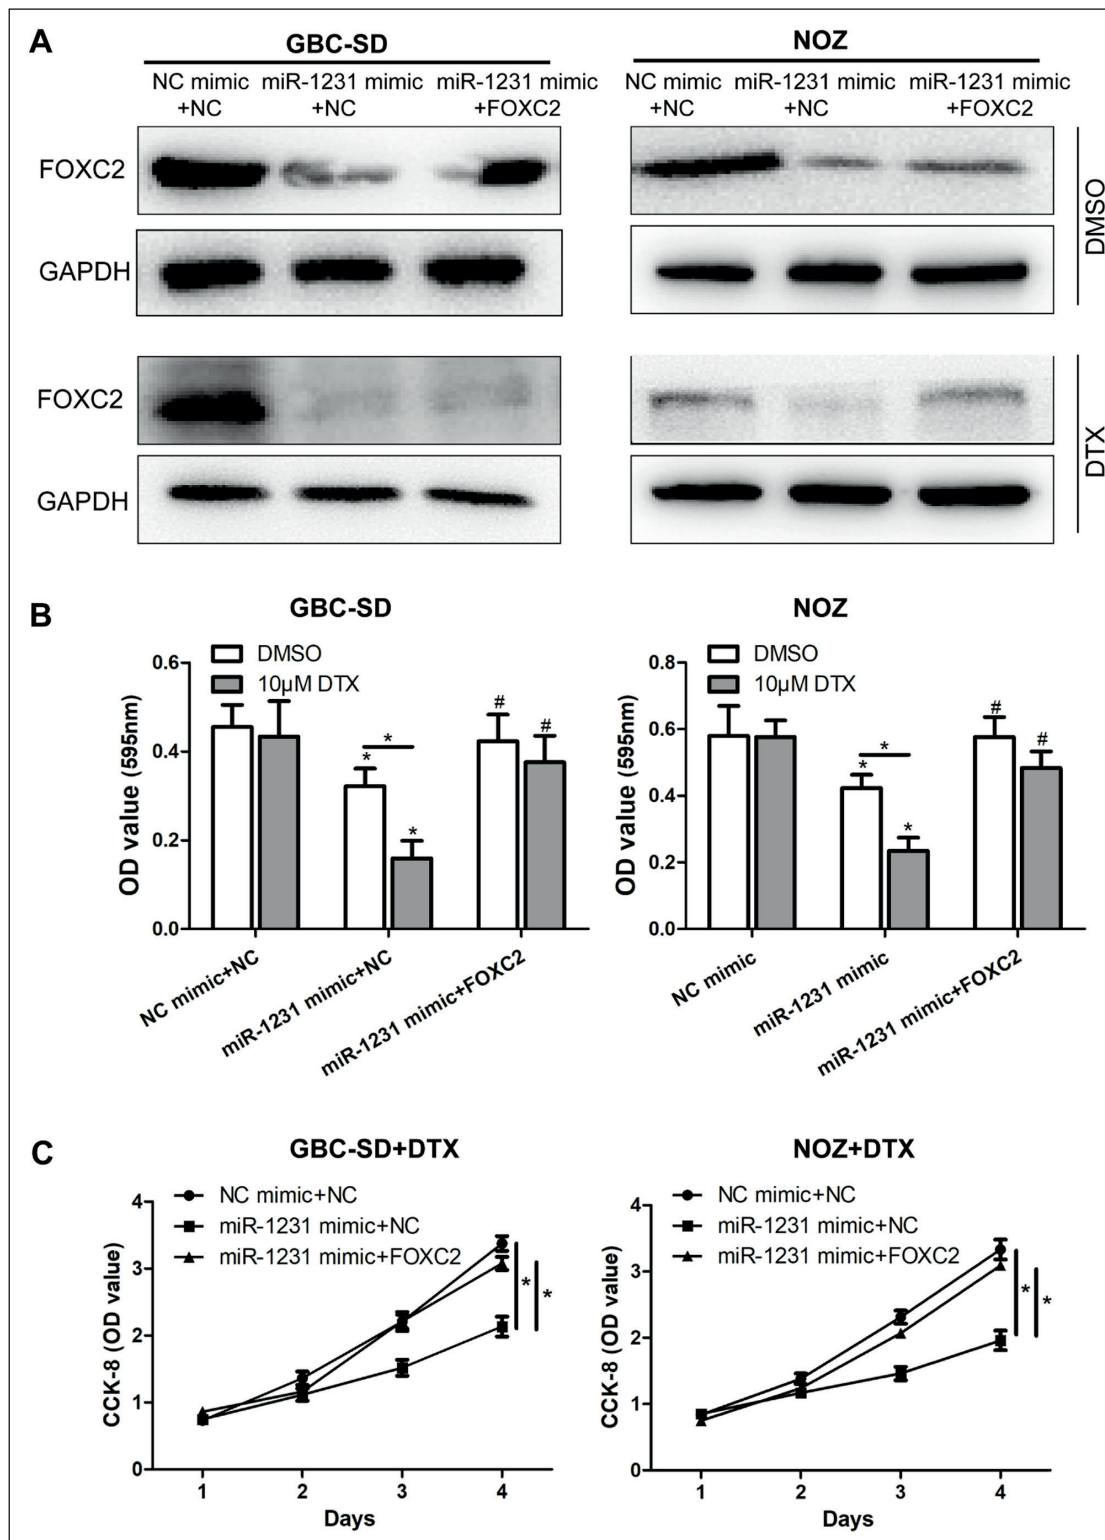 A
GBC-SD
NOZ
NC mimic miR-1231 mimic miR-1231 mimic
+NC +NC +FOXC2
NC mimic miR-1231 mimic miR-1231 mimic
+NC +NC +FOXC2
FOXC2
GAPDH
DMSO
FOXC2
GAPDH
DTX
B
GBC-SD
OD value (595nm)
0.6
0.4
0.2
0.0
DMSO
10µM DTX
*
*
*
#
#
NC mimic+NC
miR-1231 mimic+NC
miR-1231 mimic+FOXC2
NOZ
OD value (595nm)
0.8
0.6
0.4
0.2
0.0
DMSO
10µM DTX
*
*
*
#
#
NC mimic
miR-1231 mimic
miR-1231 mimic+FOXC2
C
GBC-SD+DTX
NC mimic+NC
miR-1231 mimic+NC
miR-1231 mimic+FOXC2
CCK-8 (OD value)
4
3
2
1
0
*
*
1 2 3 4
Days
NOZ+DTX
NC mimic+NC
miR-1231 mimic+NC
miR-1231 mimic+FOXC2
CCK-8 (OD value)
4
3
2
1
0
*
*
1 2 3 4
Days